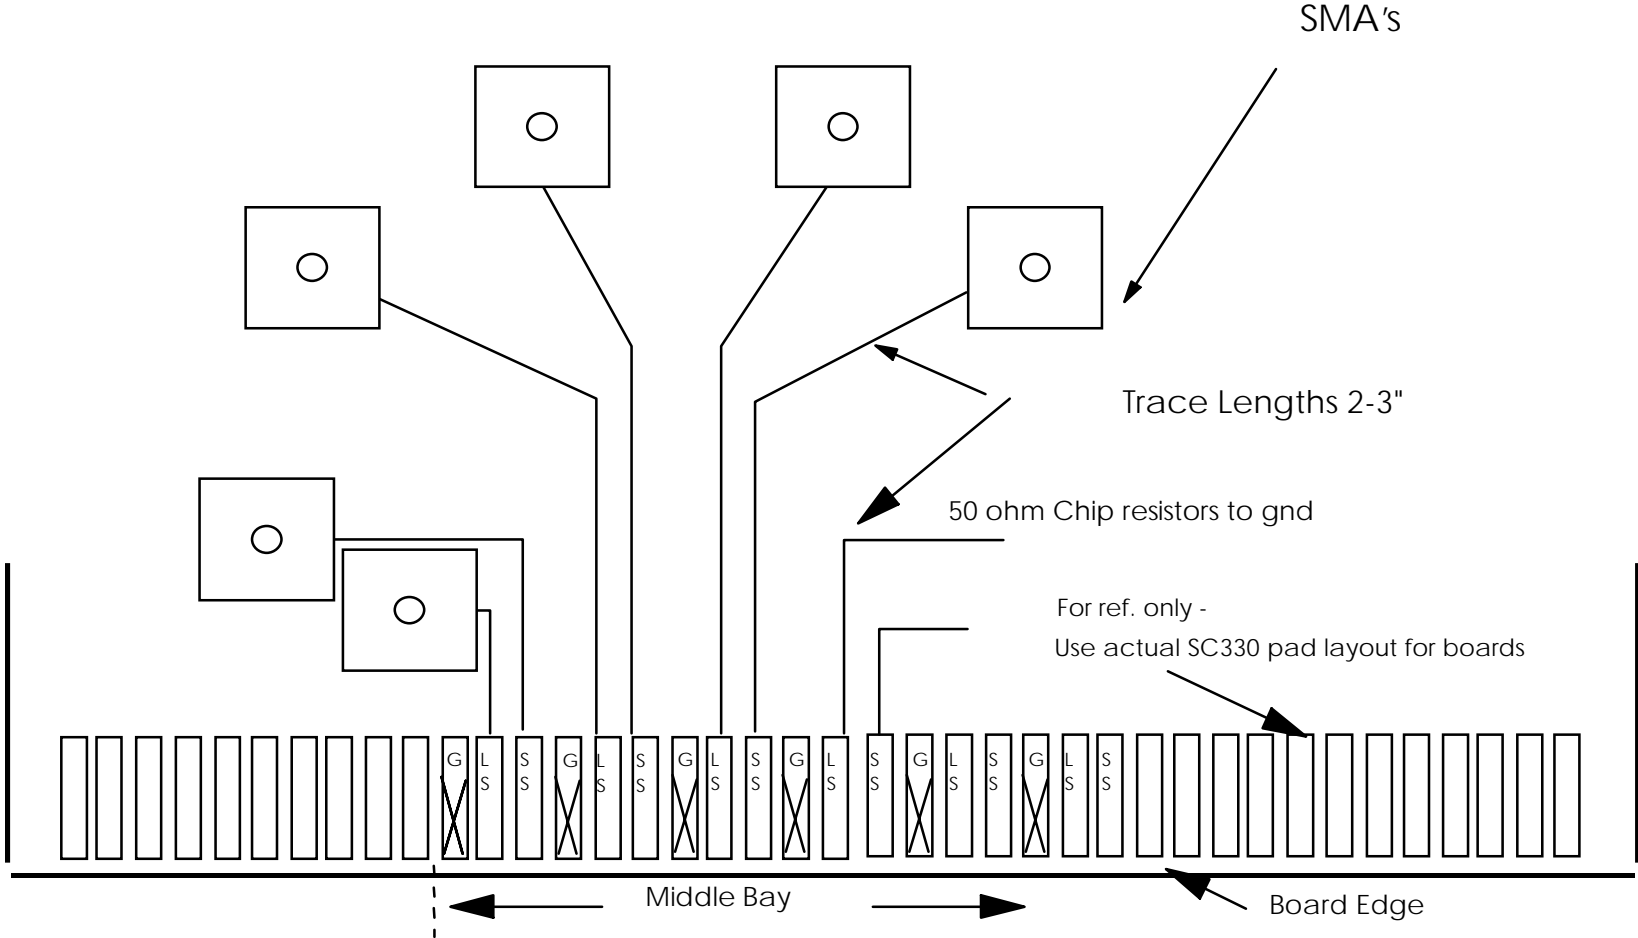 SMA's
Trace Lengths 2-3"
50 ohm Chip resistors to gnd
For ref. only -
Use actual SC330 pad layout for boards
G L S G L S G L S G L S G L S G L S
S S S S S S S S S S S S
Middle Bay
Board Edge